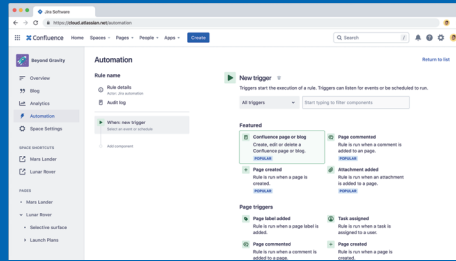 Jira Software
https://cloud.atlassian.net/automation
Confluence
Home
Spaces
Pages
People
Apps
Create
Search
/
Beyond Gravity
Overview
Blog
Analytics
Automation
Space Settings
SPACE SHORTCUTS
Mars Lander
Lunar Rover
PAGES
Mars Lander
Lunar Rover
Selective surface
Launch Plans
Automation
Return to list
Rule name
Rule details
Audit log
When: new trigger
Select an event or schedule
Add component
New trigger
Triggers start the execution of a rule. Triggers can listen for events or be scheduled to run.
All triggers
Start typing to filter components
Featured
Confluence page or blog
Create, edit or delete a
Confluence page or blog.
POPULAR
Page commented
Rule is run when a comment is
added to an page.
Page created
Rule is run when a page is
created.
POPULAR
Attachment added
Rule is run when an attachment
is added to a page.
POPULAR
Page triggers
Page label added
Rule is run when a page label is
added.
Task assigned
Rule is run when a task is
assigned to a user.
Page commented
Rule is run when a comment is
added to a page.
Page created
Rule is run when a page is
created.